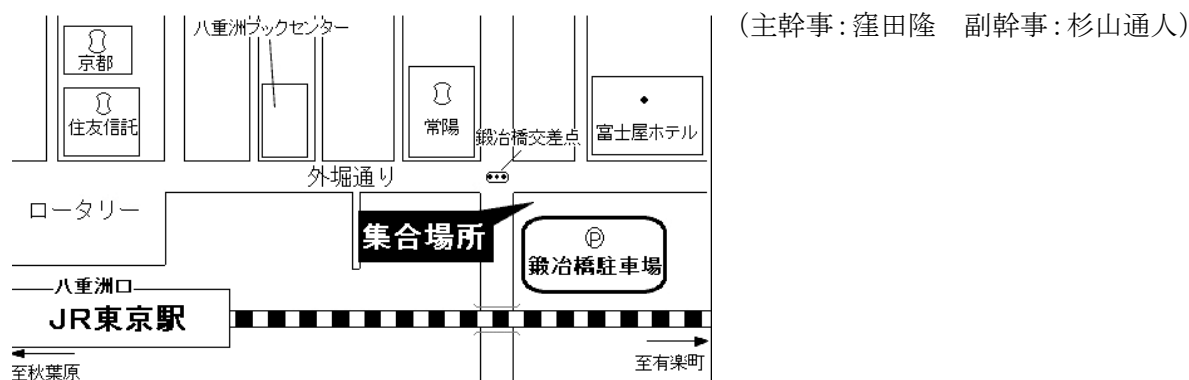 (主幹事:窪田隆　副幹事:杉山通人)
八重洲ブックセンター
京都
住友信託
常陽
鍛冶橋交差点
富士屋ホテル
外堀通り
ロータリー
集合場所
P
鍛冶橋駐車場
八重洲口
JR東京駅
至秋葉原
至有楽町